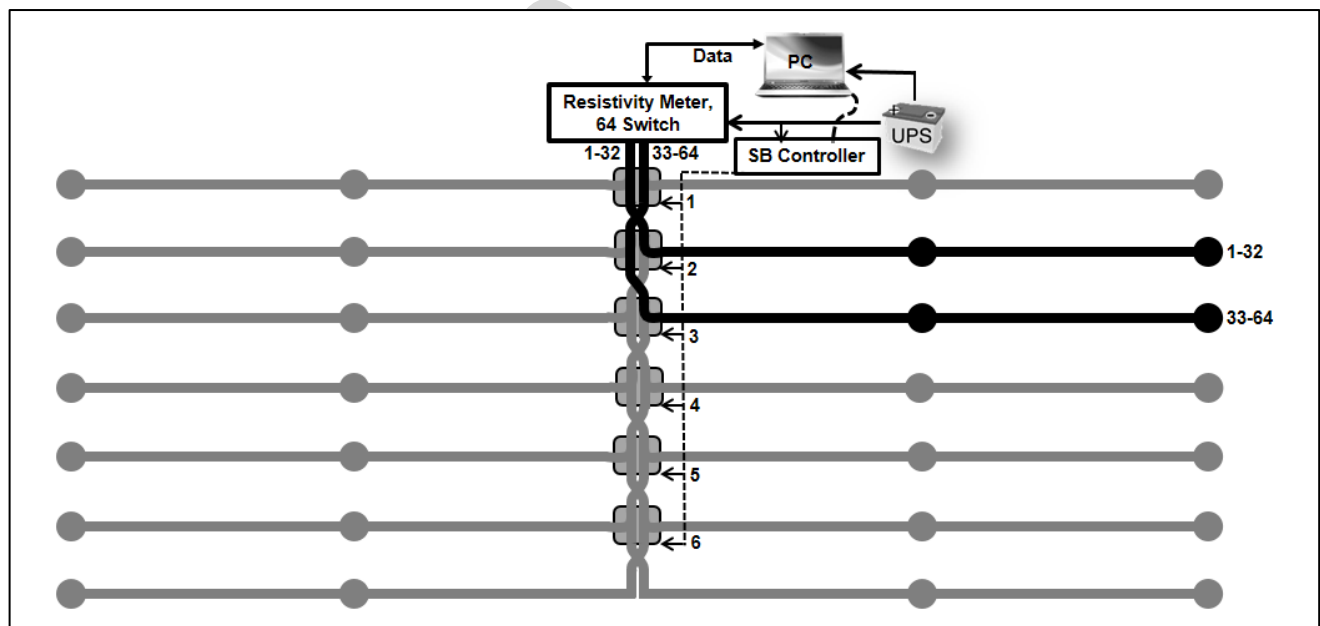 Data
PC
Resistivity Meter,
64 Switch
UPS
1-32
33-64
SB Controller
1
2
1-32
3
33-64
4
5
6